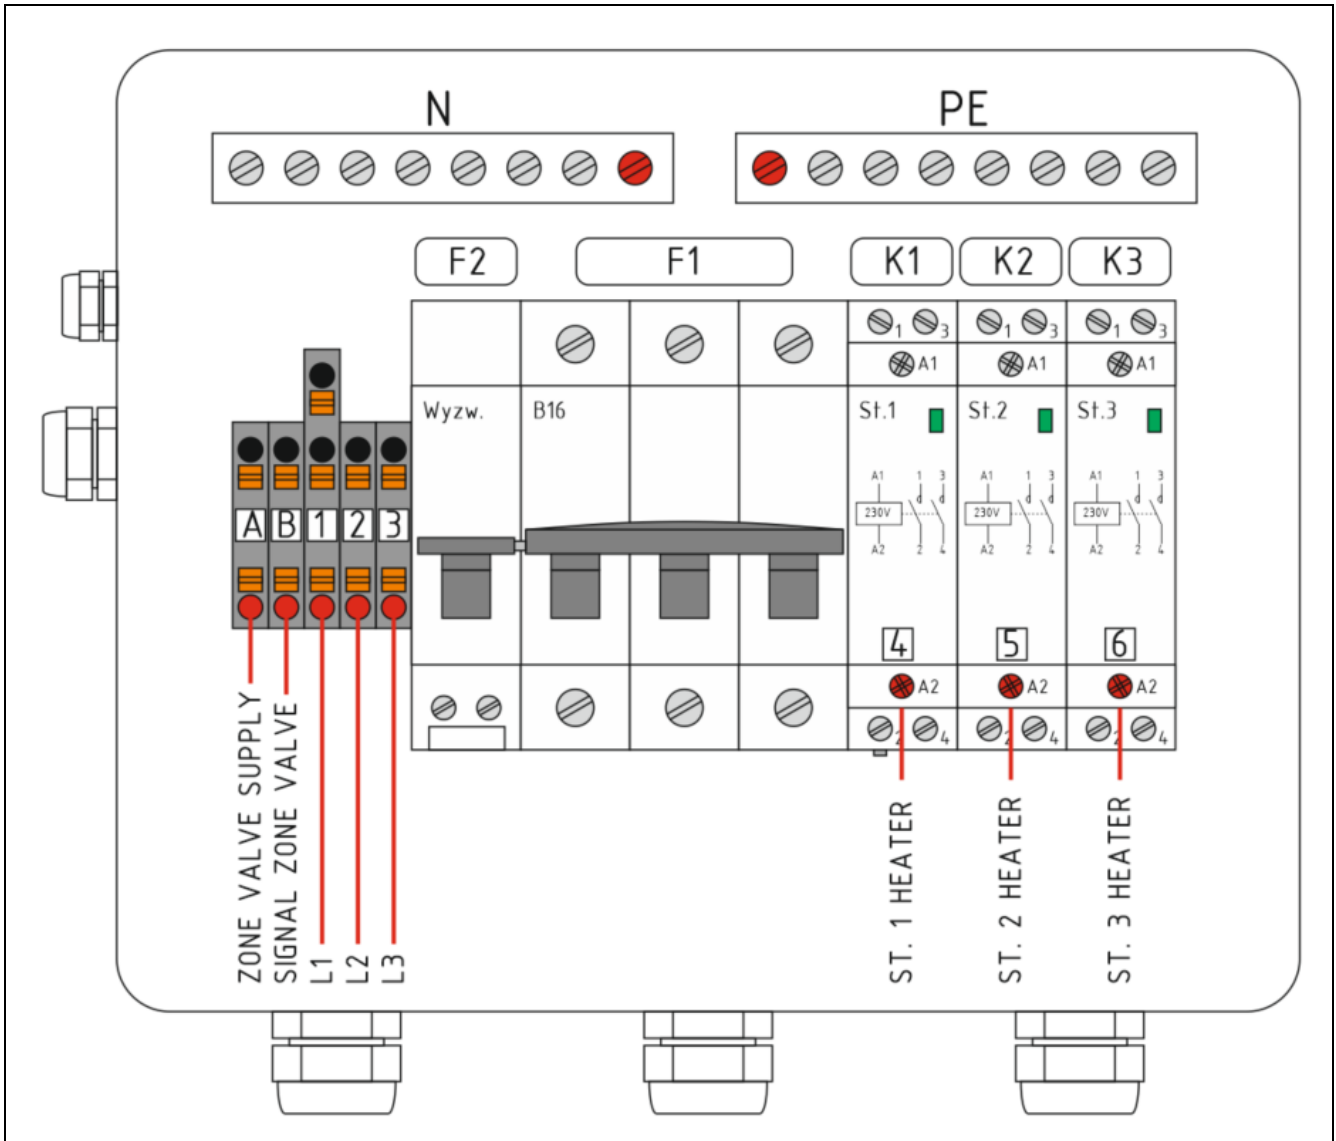 N PE
F2 F1 K1 K2 K3
1 3 1 3 1 3
A1 A1 A1
Wyzw. B16 St.1 St.2 St.3
A1 1 3 A1 1 3 A1 1 3
A B 1 2 3 230V 230V 230V
A2 2 4 A2 2 4 A2 2 4
4 5 6
A2 A2 A2
2 4 2 4 2 4
ZONE VALVE SUPPLY
SIGNAL ZONE VALVE
L1
L2
L3
ST. 1 HEATER
ST. 2 HEATER
ST. 3 HEATER